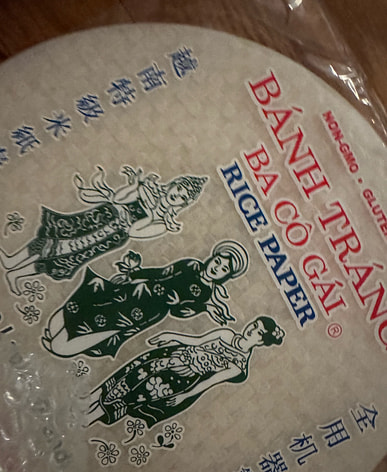 越南特級米紙
NON-GMO • GLUTE
BÁNH TRÁNG
BA CÔ GÁI ®
RICE PAPER
全用机器